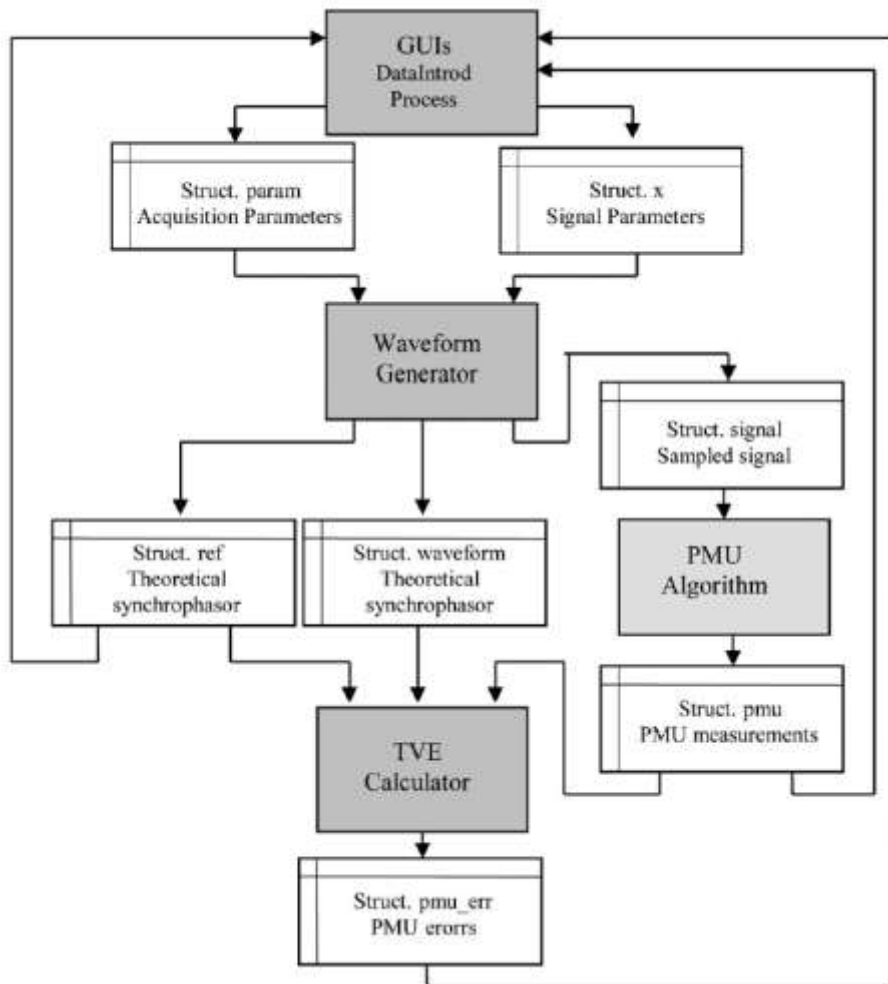 GUIs
DataIntrod
Process
Struct. param
Acquisition Parameters
Struct. x
Signal Parameters
Waveform
Generator
Struct. signal
Sampled signal
Struct. ref
Theoretical
synchrophasor
Struct. waveform
Theoretical
synchrophasor
PMU
Algorithm
Struct. pmu
PMU measurements
TVE
Calculator
Struct. pmu_err
PMU erorrs